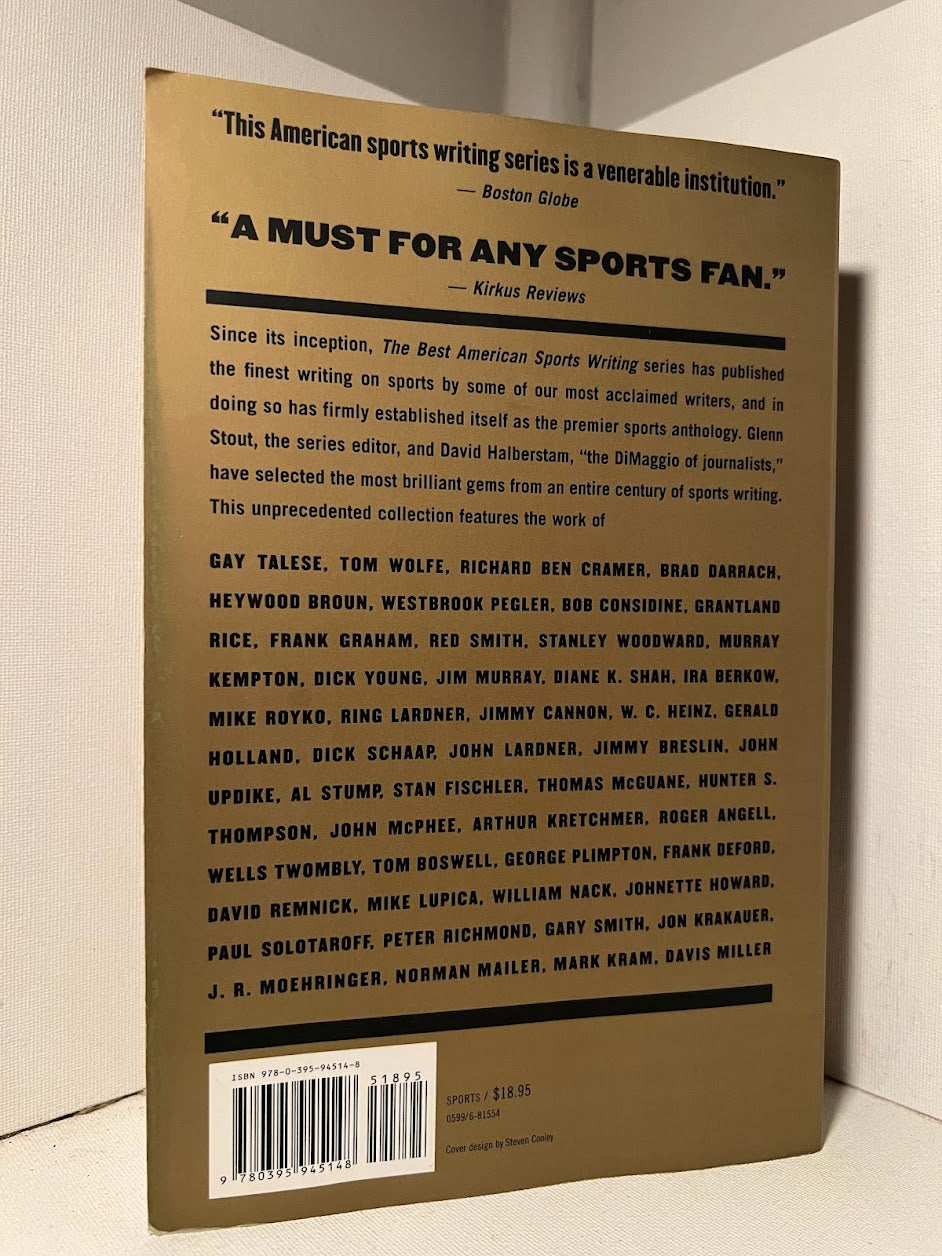 “This American sports writing series is a venerable institution.”
— Boston Globe
“A MUST FOR ANY SPORTS FAN.”
— Kirkus Reviews
Since its inception, The Best American Sports Writing series has published
the finest writing on sports by some of our most acclaimed writers, and in
doing so has firmly established itself as the premier sports anthology. Glenn
Stout, the series editor, and David Halberstam, “the DiMaggio of journalists,”
have selected the most brilliant gems from an entire century of sports writing.
This unprecedented collection features the work of
GAY TALESE, TOM WOLFE, RICHARD BEN CRAMER, BRAD DARRACH,
HEYWOOD BROUN, WESTBROOK PEGLER, BOB CONSIDINE, GRANTLAND
RICE, FRANK GRAHAM, RED SMITH, STANLEY WOODWARD, MURRAY
KEMPTON, DICK YOUNG, JIM MURRAY, DIANE K. SHAH, IRA BERKOW,
MIKE ROYKO, RING LARDNER, JIMMY CANNON, W. C. HEINZ, GERALD
HOLLAND, DICK SCHAAP, JOHN LARDNER, JIMMY BRESLIN, JOHN
UPDIKE, AL STUMP, STAN FISCHLER, THOMAS McGUANE, HUNTER S.
THOMPSON, JOHN McPHEE, ARTHUR KRETCHMER, ROGER ANGELL,
WELLS TWOMBLY, TOM BOSWELL, GEORGE PLIMPTON, FRANK DEFORD,
DAVID REMNICK, MIKE LUPICA, WILLIAM NACK, JOHNETTE HOWARD,
PAUL SOLOTAROFF, PETER RICHMOND, GARY SMITH, JON KRAKAUER,
J. R. MOEHRINGER, NORMAN MAILER, MARK KRAM, DAVIS MILLER
ISBN 978-0-395-94514-8
51895
9 780395 945148
SPORTS / $18.95
0599/6-81554
Cover design by Steven Cooley